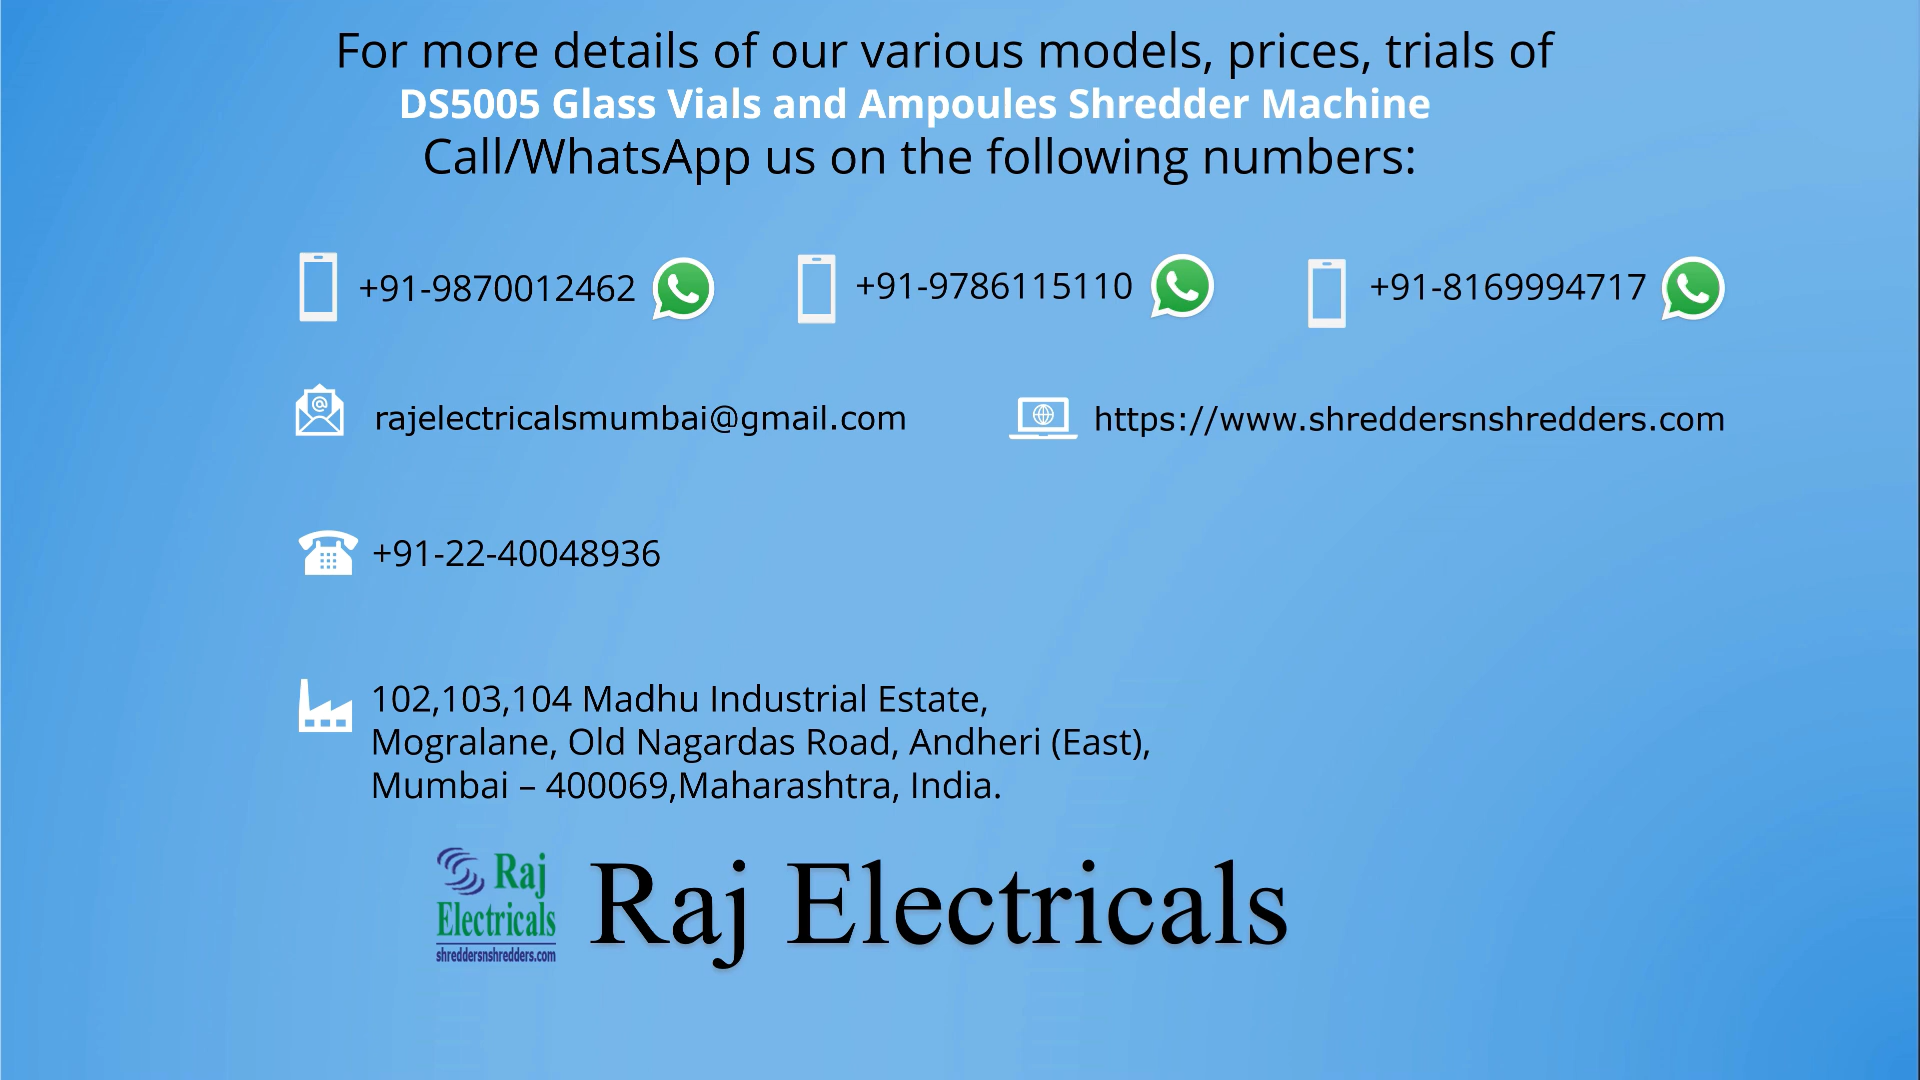 For more details of our various models, prices, trials of
DS5005 Glass Vials and Ampoules Shredder Machine
Call/WhatsApp us on the following numbers:
+91-9870012462
+91-9786115110
+91-8169994717
rajelectricalsmumbai@gmail.com
https://www.shreddersnshredders.com
+91-22-40048936
102,103,104 Madhu Industrial Estate,
Mogralane, Old Nagardas Road, Andheri (East),
Mumbai – 400069,Maharashtra, India.
Raj
Electricals
shreddersnshredders.com
Raj Electricals